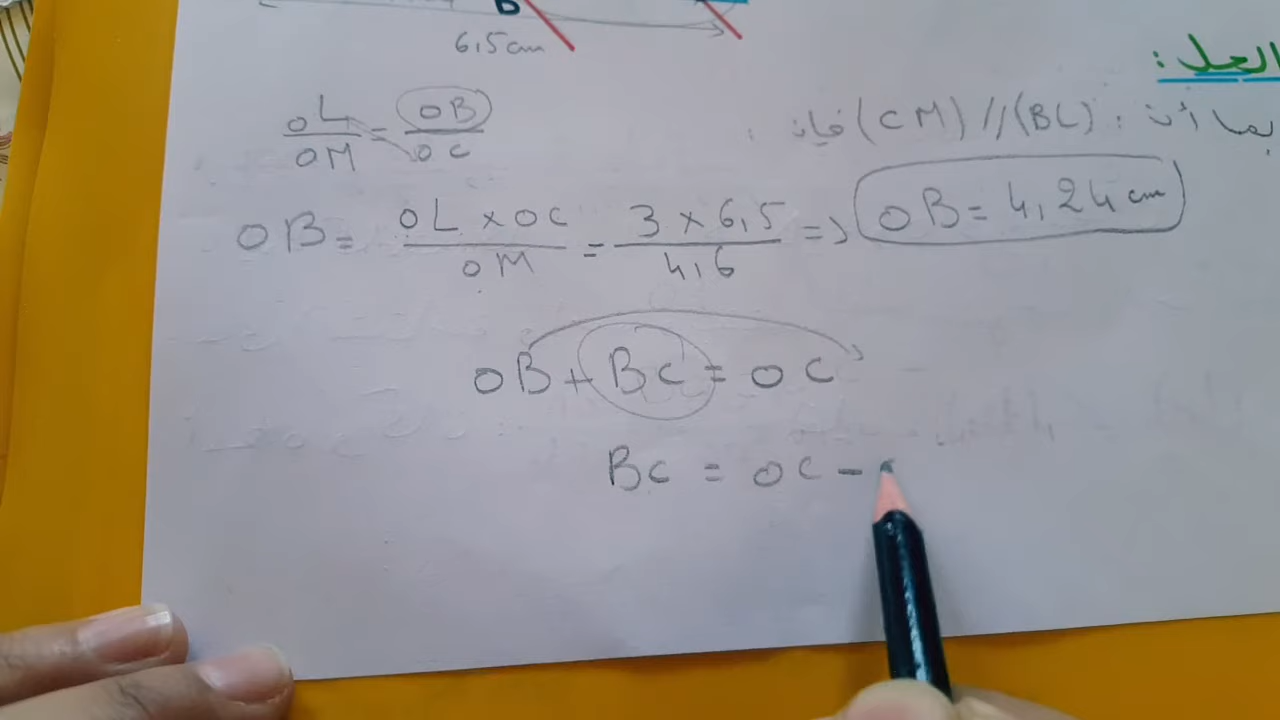 B
6,5cm
الحل :
بما أن : (BL) // (CM) فإن :
OL/OM = OB/OC
OB = OL × OC / OM = 3 × 6,5 / 4,6 => OB = 4,24 cm
OB + BC = OC
BC = OC -